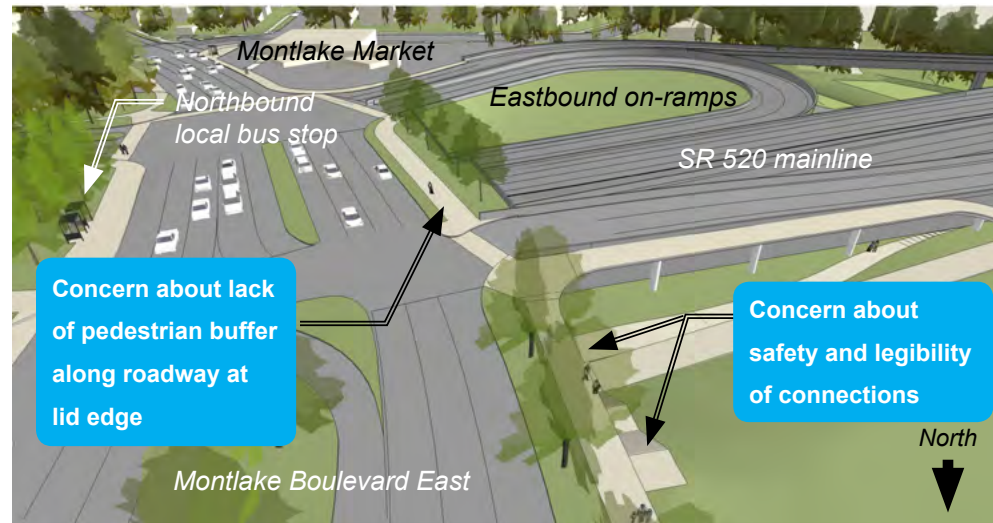 Montlake Market
Northbound
local bus stop
Eastbound on-ramps
SR 520 mainline
Concern about lack
of pedestrian buffer
along roadway at
lid edge
Concern about
safety and legibility
of connections
North
Montlake Boulevard East